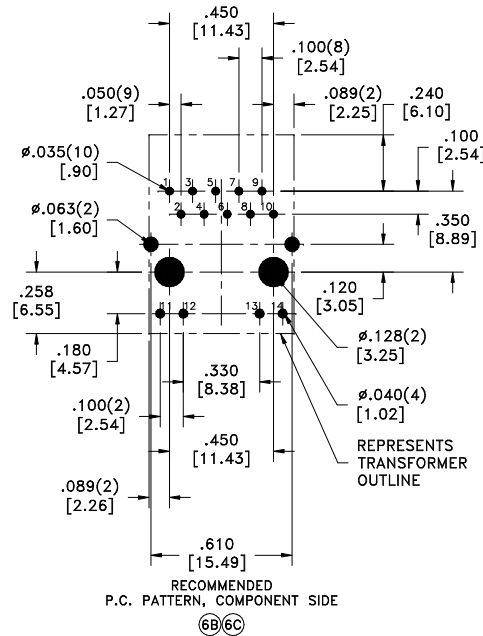 .450
[11.43]
.100(8)
[2.54]
.050(9)
[1.27]
.089(2)
[2.25]
.240
[6.10]
.100
[2.54]
ø.035(10)
[.90]
1 3 5 7 9
2 4 6 8 10
ø.063(2)
[1.60]
.350
[8.89]
.258
[6.55]
.120
[3.05]
11 12 13 14
.180
[4.57]
ø.128(2)
[3.25]
.330
[8.38]
ø.040(4)
[1.02]
.100(2)
[2.54]
.450
[11.43]
REPRESENTS
TRANSFORMER
OUTLINE
.089(2)
[2.26]
.610
[15.49]
RECOMMENDED
P.C. PATTERN, COMPONENT SIDE
6B 6C